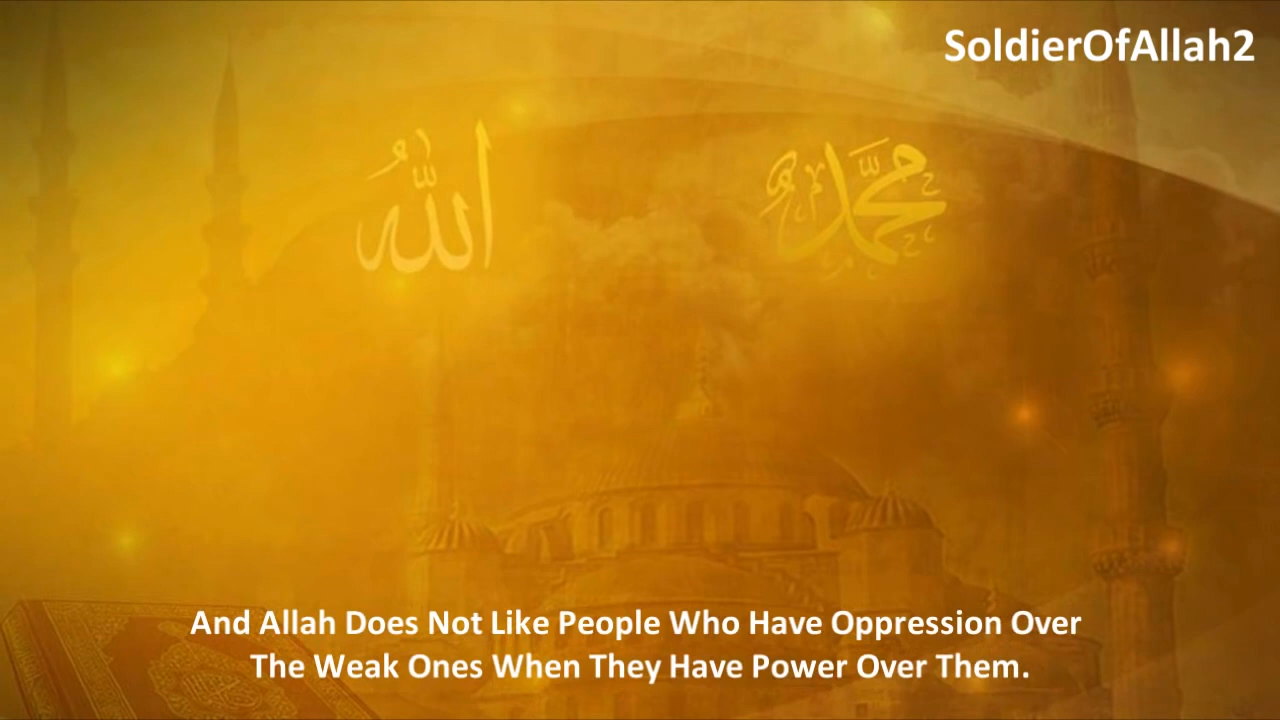 SoldierOfAllah2
الله
محمد
And Allah Does Not Like People Who Have Oppression Over
The Weak Ones When They Have Power Over Them.